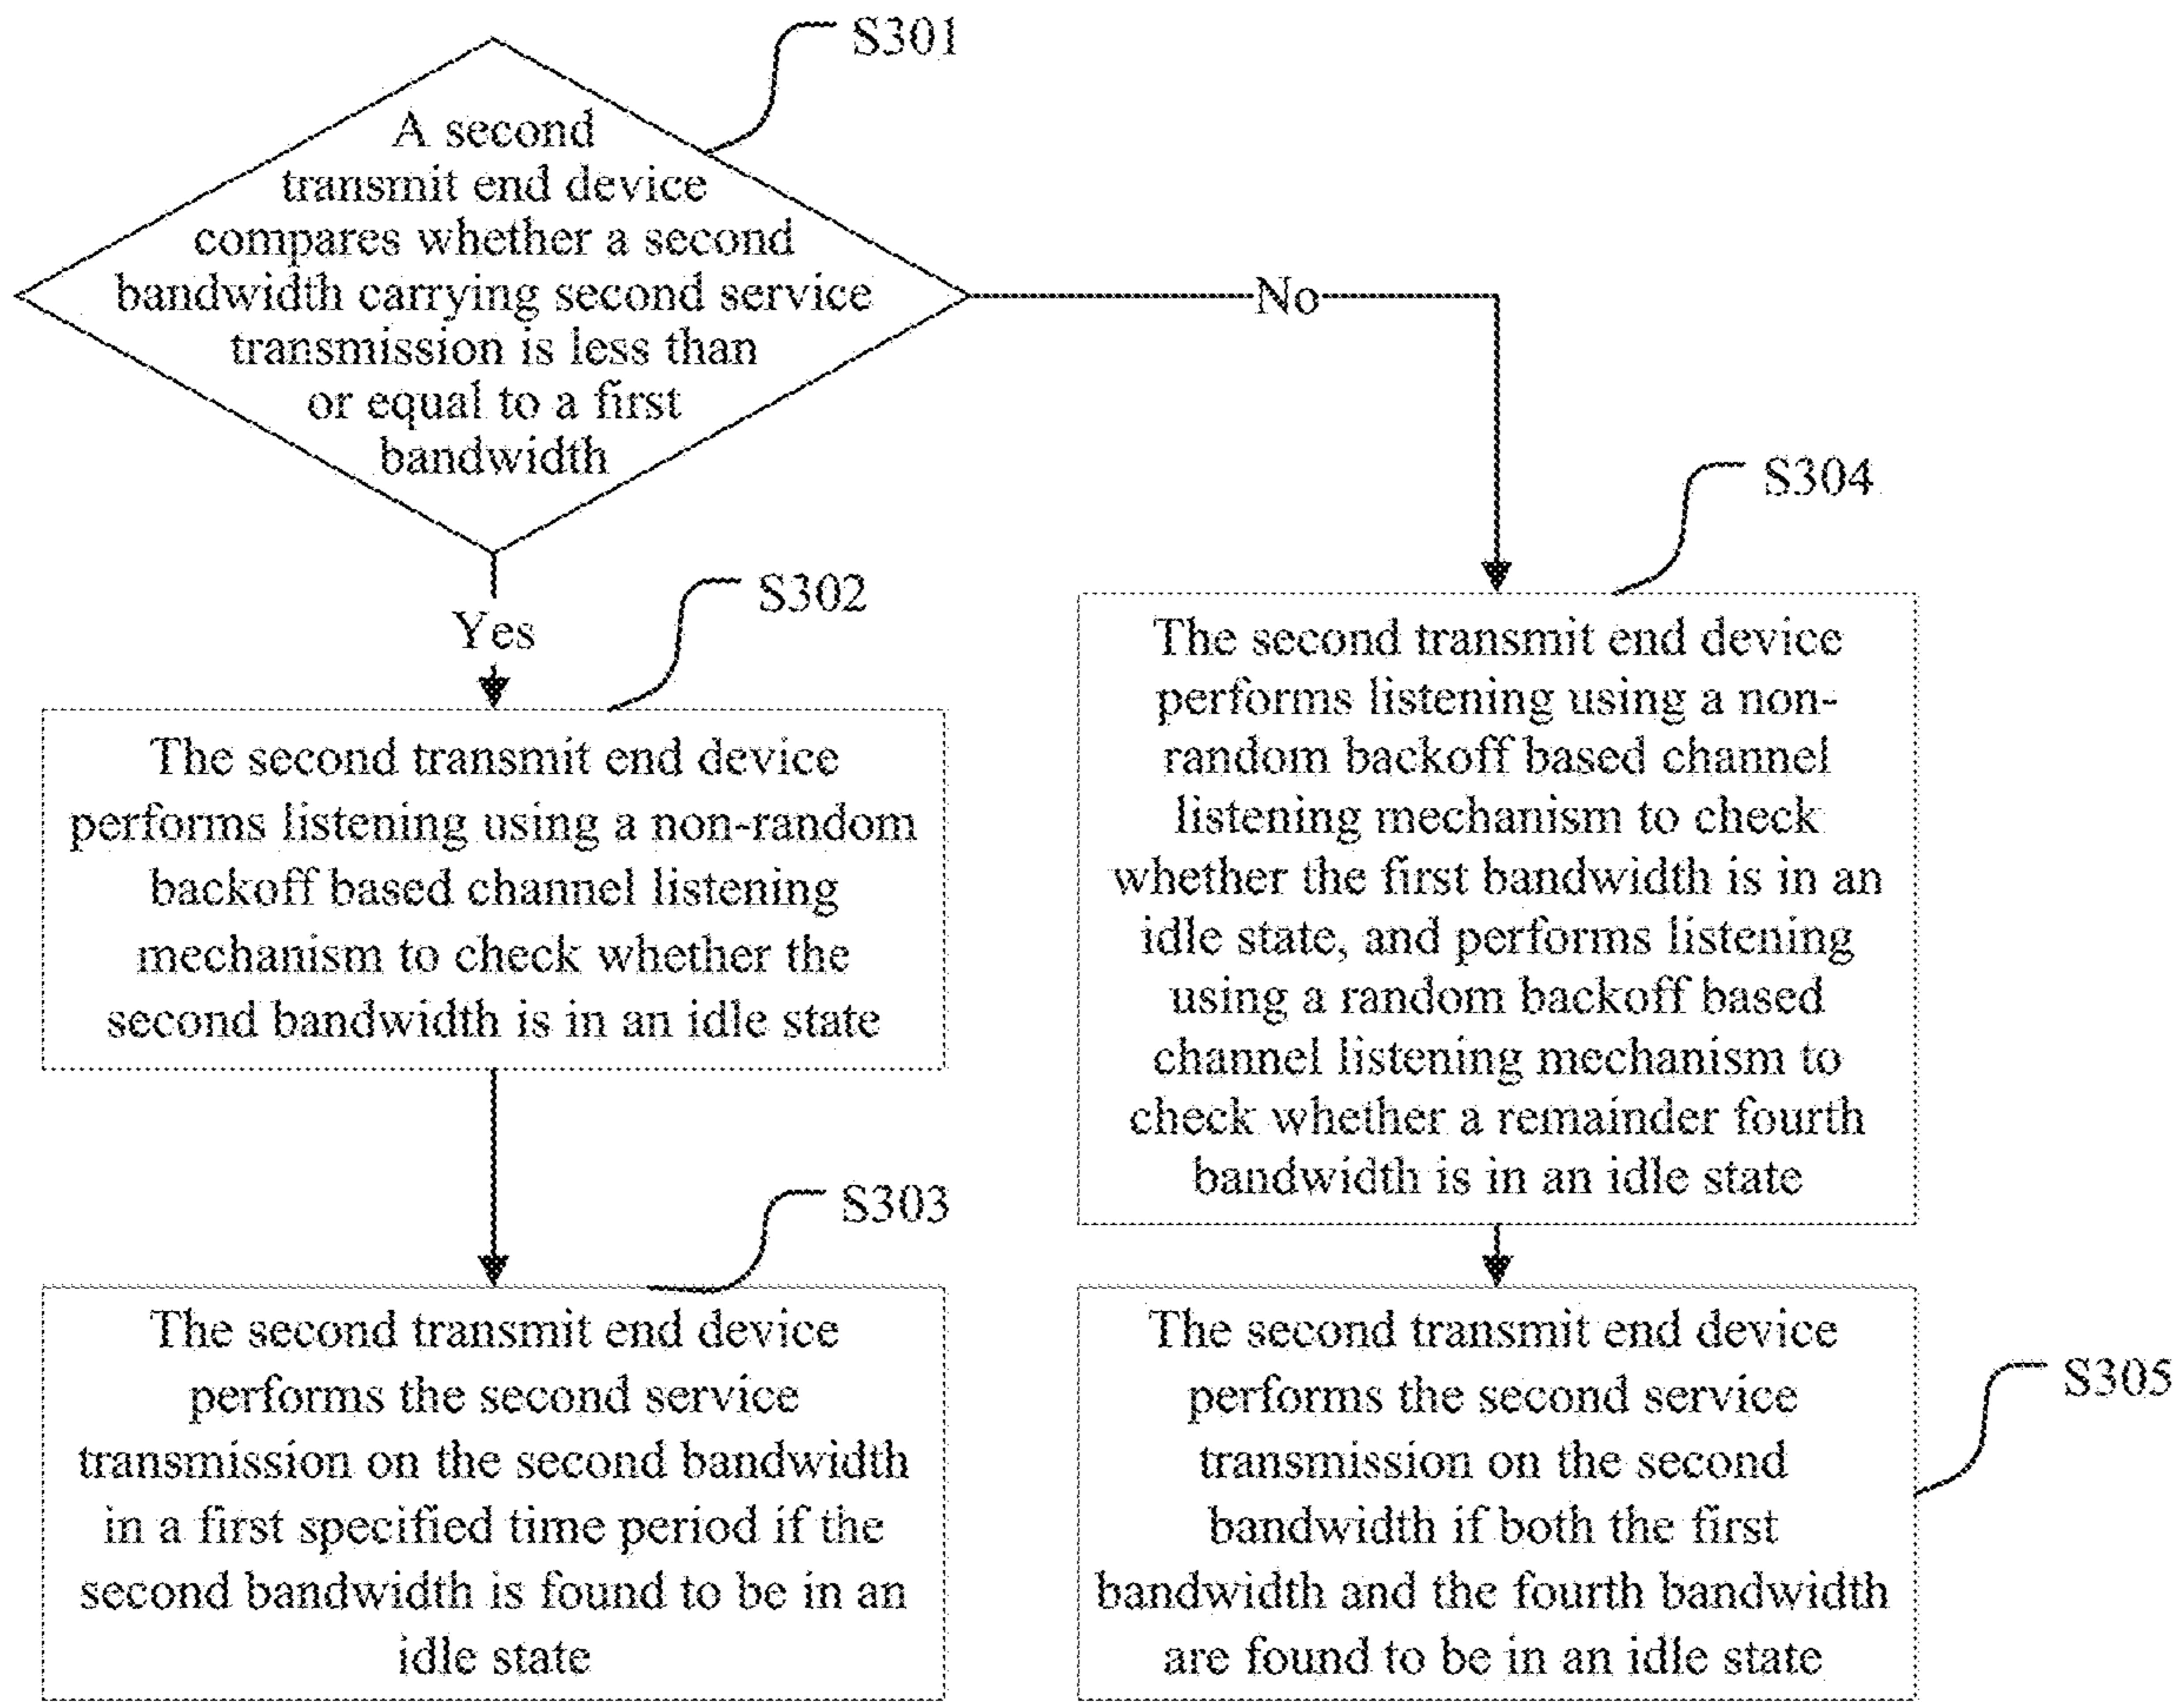 S301
A second
transmit end device
compares whether a second
bandwidth carrying second service
transmission is less than
or equal to a first
bandwidth
No
Yes
S302
The second transmit end device
performs listening using a non-random
backoff based channel listening
mechanism to check whether the
second bandwidth is in an idle state
S303
The second transmit end device
performs the second service
transmission on the second bandwidth
in a first specified time period if the
second bandwidth is found to be in an
idle state
S304
The second transmit end device
performs listening using a non-
random backoff based channel
listening mechanism to check
whether the first bandwidth is in an
idle state, and performs listening
using a random backoff based
channel listening mechanism to
check whether a remainder fourth
bandwidth is in an idle state
S305
The second transmit end device
performs the second service
transmission on the second
bandwidth if both the first
bandwidth and the fourth bandwidth
are found to be in an idle state